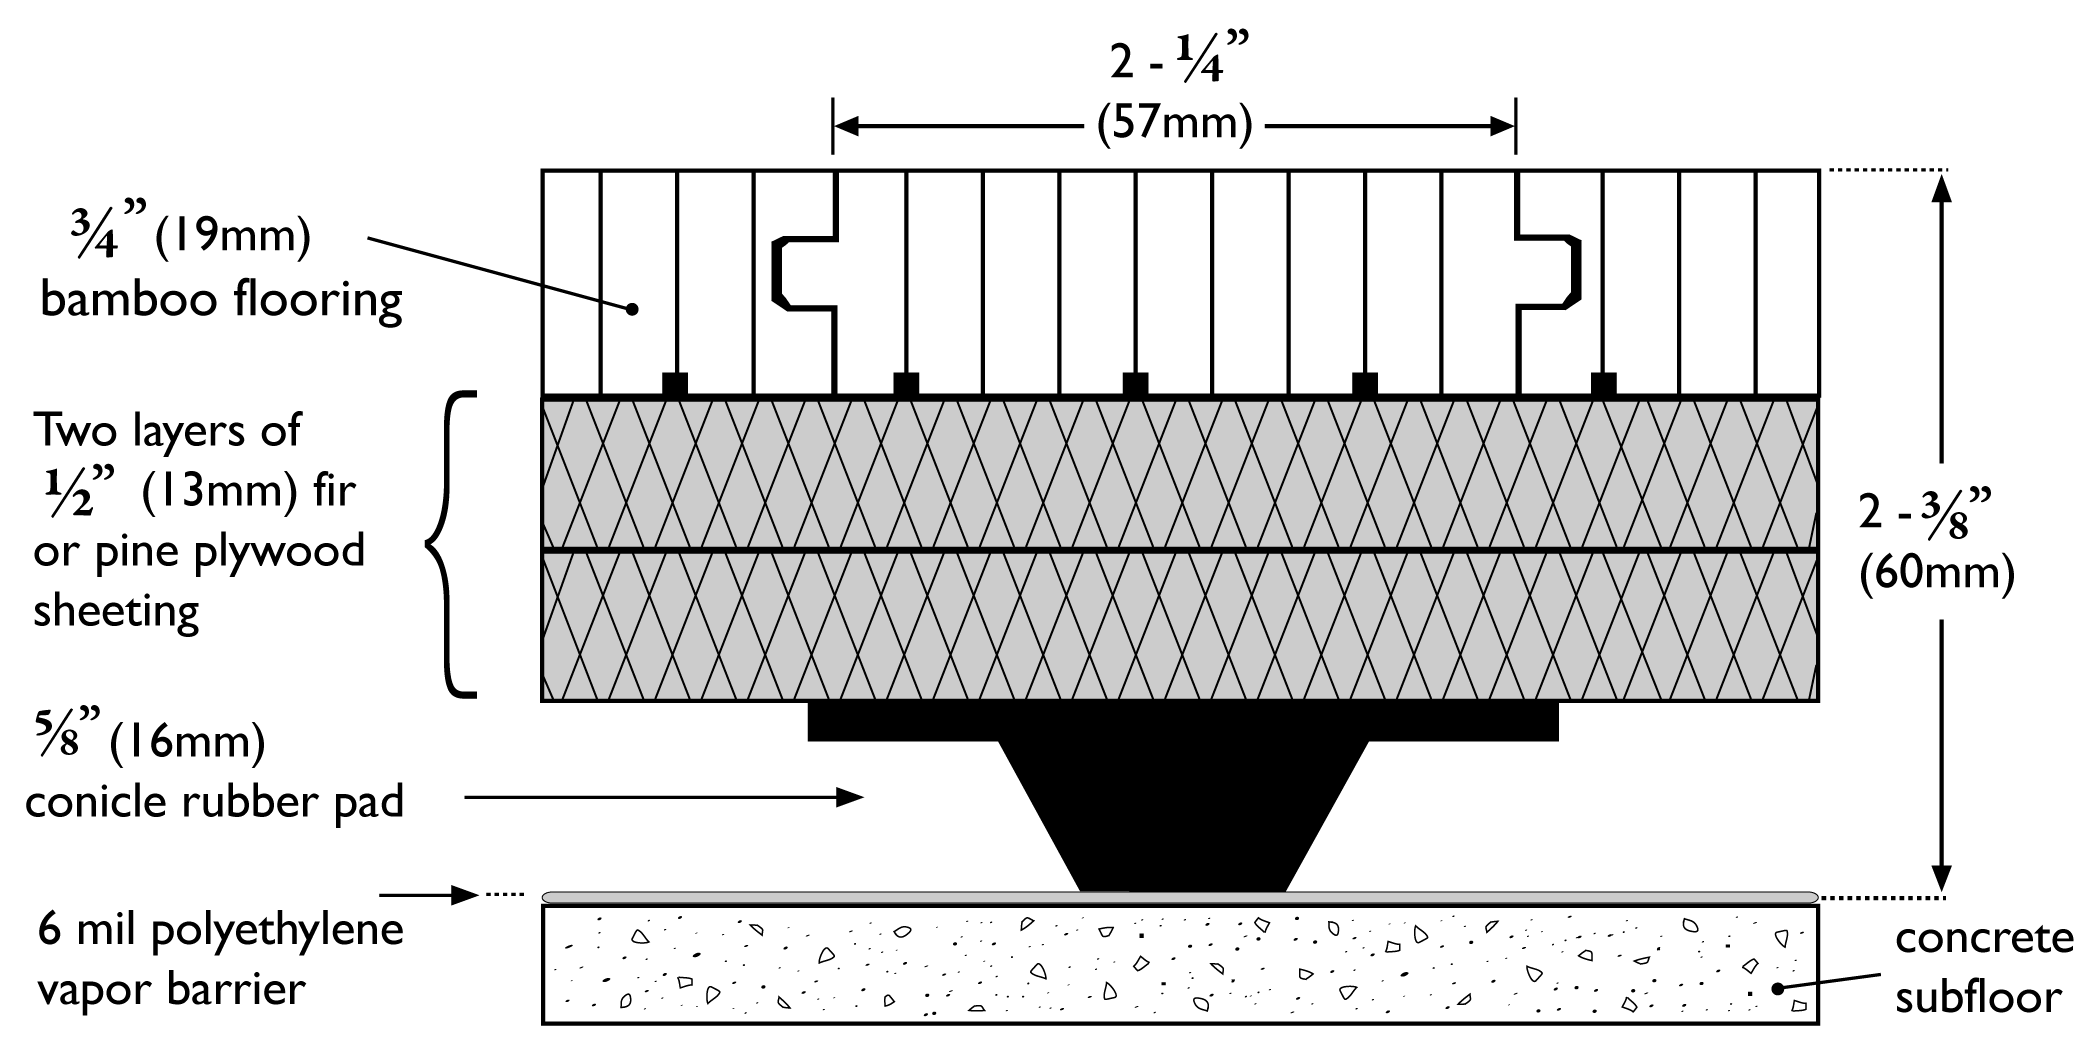 2 - ¼”
(57mm)
¾” (19mm)
bamboo flooring
Two layers of
½” (13mm) fir
or pine plywood
sheeting
2 - ⅜”
(60mm)
⅝” (16mm)
conicle rubber pad
6 mil polyethylene
vapor barrier
concrete
subfloor